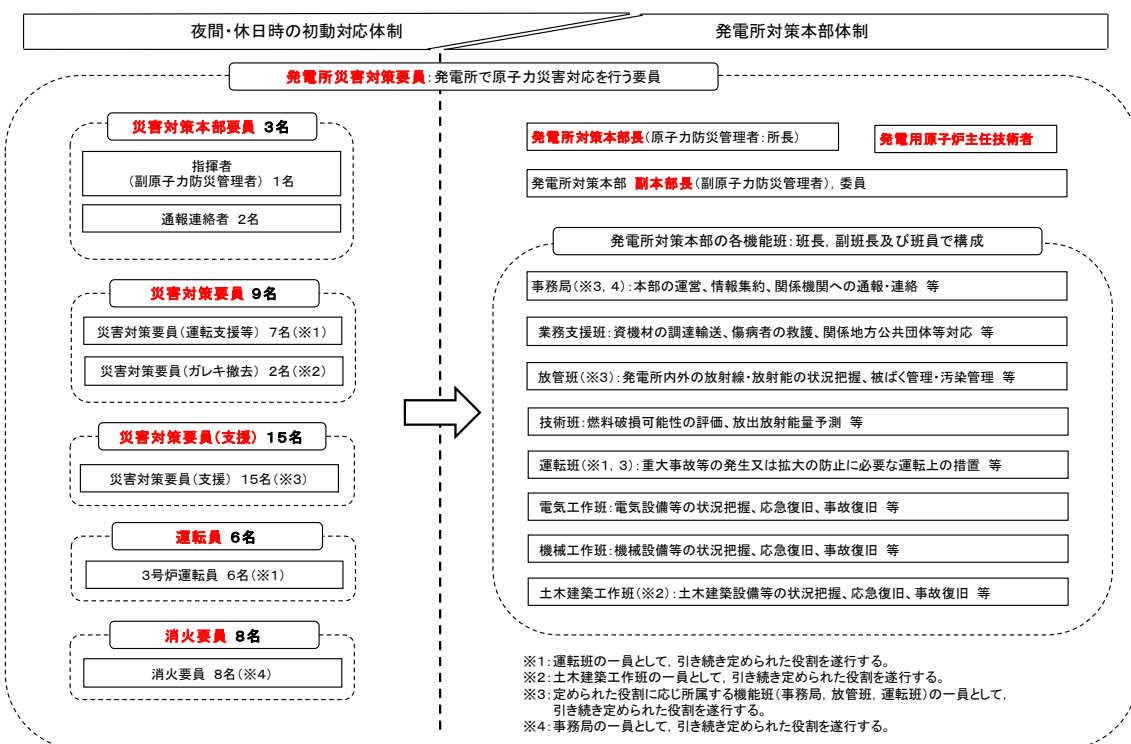 夜間・休日時の初動対応体制
発電所対策本部体制
発電所災害対策要員:発電所で原子力災害対応を行う要員
災害対策本部要員 3名
指揮者
(副原子力防災管理者) 1名
通報連絡者 2名
災害対策要員 9名
災害対策要員(運転支援等) 7名(※1)
災害対策要員(ガレキ撤去) 2名(※2)
災害対策要員(支援) 15名
災害対策要員(支援) 15名(※3)
運転員 6名
3号炉運転員 6名(※1)
消火要員 8名
消火要員 8名(※4)
発電所対策本部長(原子力防災管理者:所長)
発電用原子炉主任技術者
発電所対策本部 副本部長(副原子力防災管理者), 委員
発電所対策本部の各機能班:班長, 副班長及び班員で構成
事務局(※3, 4):本部の運営、情報集約、関係機関への通報・連絡 等
業務支援班:資機材の調達輸送、傷病者の救護、関係地方公共団体等対応 等
放管班(※3):発電所内外の放射線・放射能の状況把握、被ばく管理・汚染管理 等
技術班:燃料破損可能性の評価、放出放射能量予測 等
運転班(※1, 3):重大事故等の発生又は拡大の防止に必要な運転上の措置 等
電気工作班:電気設備等の状況把握、応急復旧、事故復旧 等
機械工作班:機械設備等の状況把握、応急復旧、事故復旧 等
土木建築工作班(※2):土木建築設備等の状況把握、応急復旧、事故復旧 等
※1:運転班の一員として, 引き続き定められた役割を遂行する。
※2:土木建築工作班の一員として, 引き続き定められた役割を遂行する。
※3:定められた役割に応じ所属する機能班(事務局, 放管班, 運転班)の一員として,
引き続き定められた役割を遂行する。
※4:事務局の一員として, 引き続き定められた役割を遂行する。